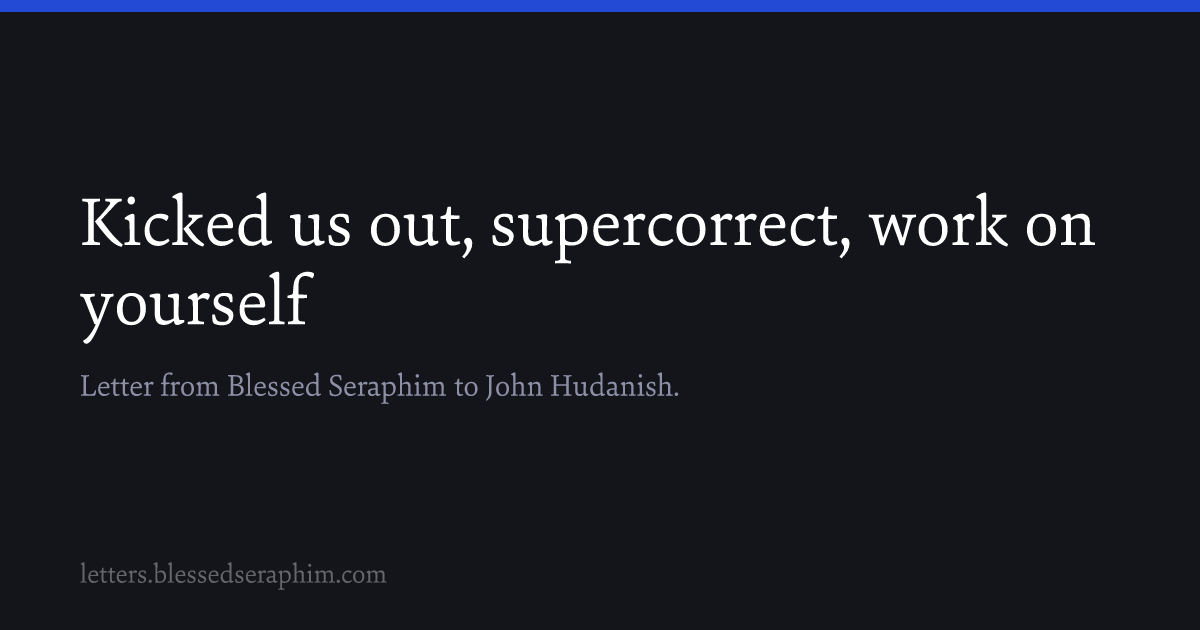 Kicked us out, supercorrect, work on
yourself
Letter from Blessed Seraphim to John Hudanish.
letters.blessedseraphim.com